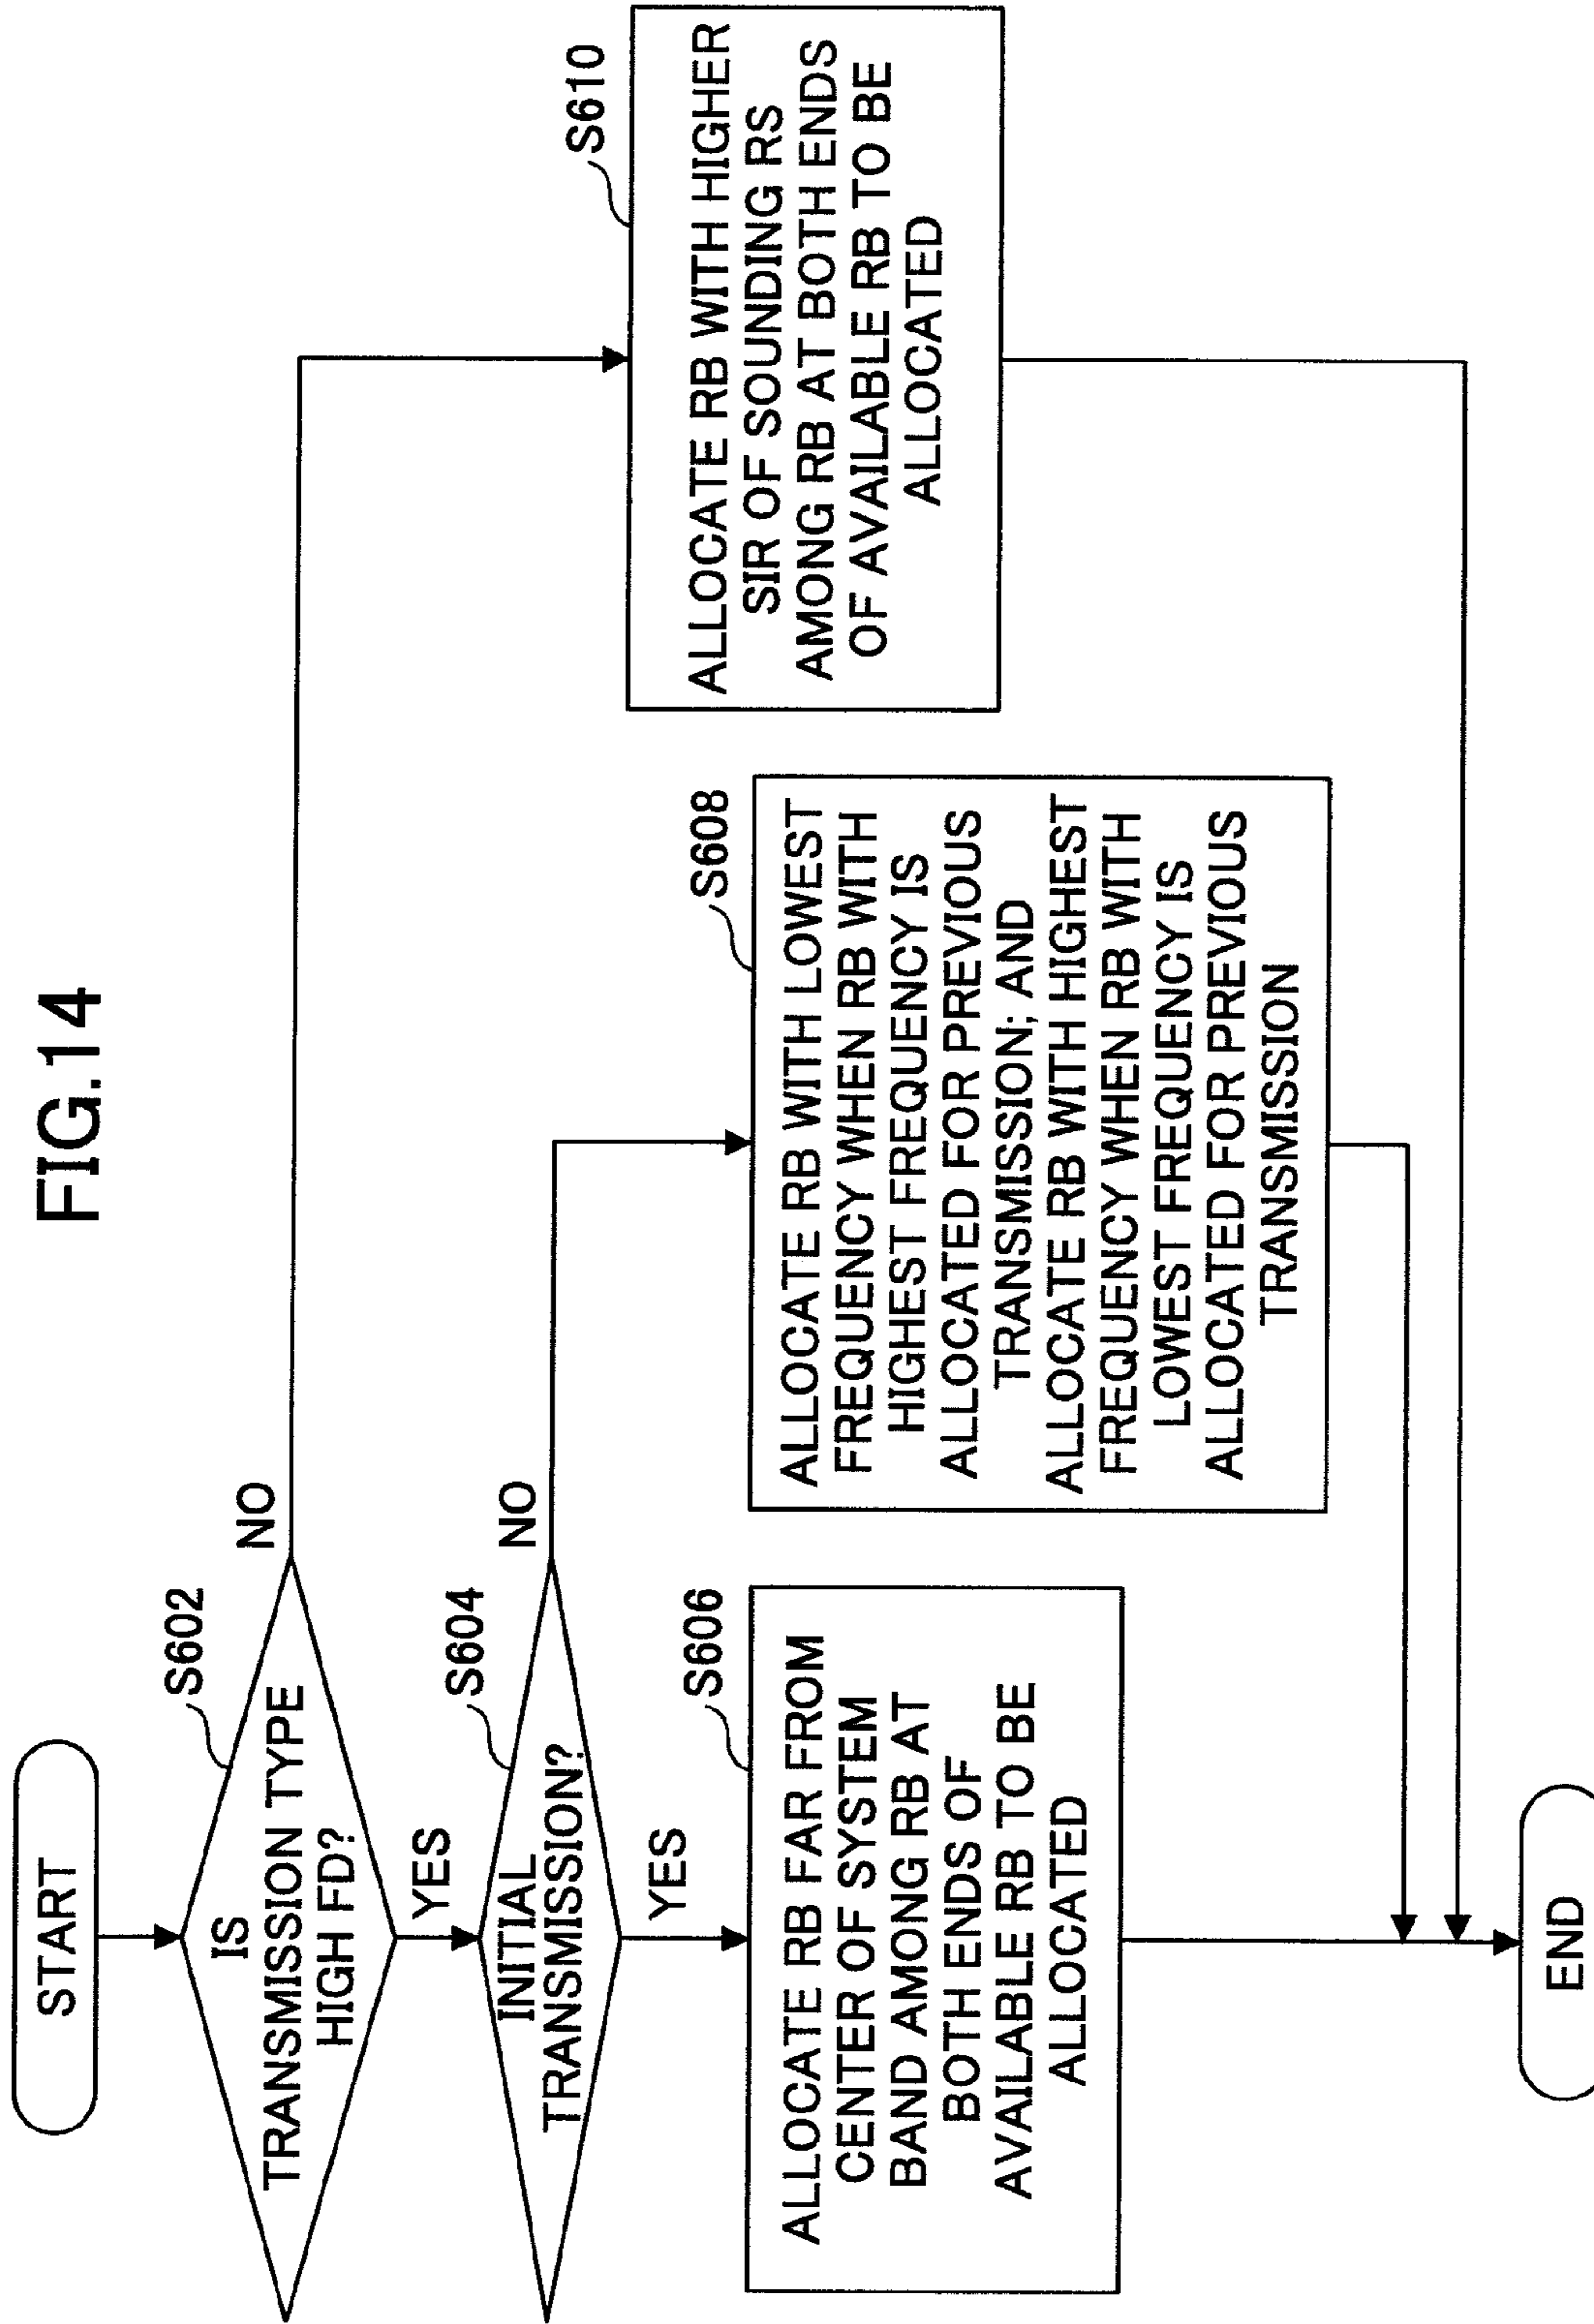 FIG.14
START
S602
IS
TRANSMISSION TYPE
HIGH FD?
NO
YES
S604
INITIAL
TRANSMISSION?
NO
YES
S606
ALLOCATE RB FAR FROM
CENTER OF SYSTEM
BAND AMONG RB AT
BOTH ENDS OF
AVAILABLE RB TO BE
ALLOCATED
S608
ALLOCATE RB WITH LOWEST
FREQUENCY WHEN RB WITH
HIGHEST FREQUENCY IS
ALLOCATED FOR PREVIOUS
TRANSMISSION; AND
ALLOCATE RB WITH HIGHEST
FREQUENCY WHEN RB WITH
LOWEST FREQUENCY IS
ALLOCATED FOR PREVIOUS
TRANSMISSION
S610
ALLOCATE RB WITH HIGHER
SIR OF SOUNDING RS
AMONG RB AT BOTH ENDS
OF AVAILABLE RB TO BE
ALLOCATED
END